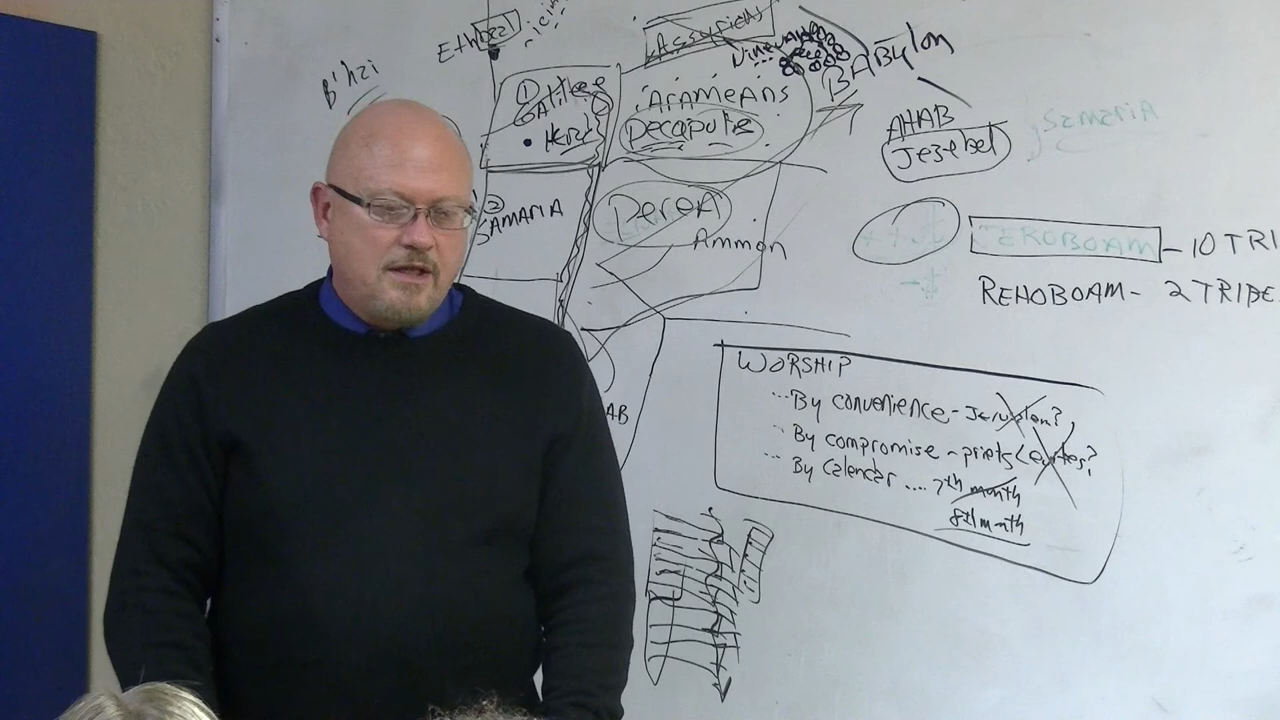 EthBaal
ASSyRiANS
Nineveh
BABylon
B'hzi
①
GAlilee
• Herod
ARAMEANS
Decapolis
AHAB
Jezebel
SAMARIA
②
SAMARIA
PereA
Ammon
JEROBOAM - 10 TRI
-$
REHOBOAM - 2 TRIBE
AB
WORSHIP
... By convenience - Jerusalem?
... By compromise - priests Levites?
... By Calendar .... 7th month
8th month